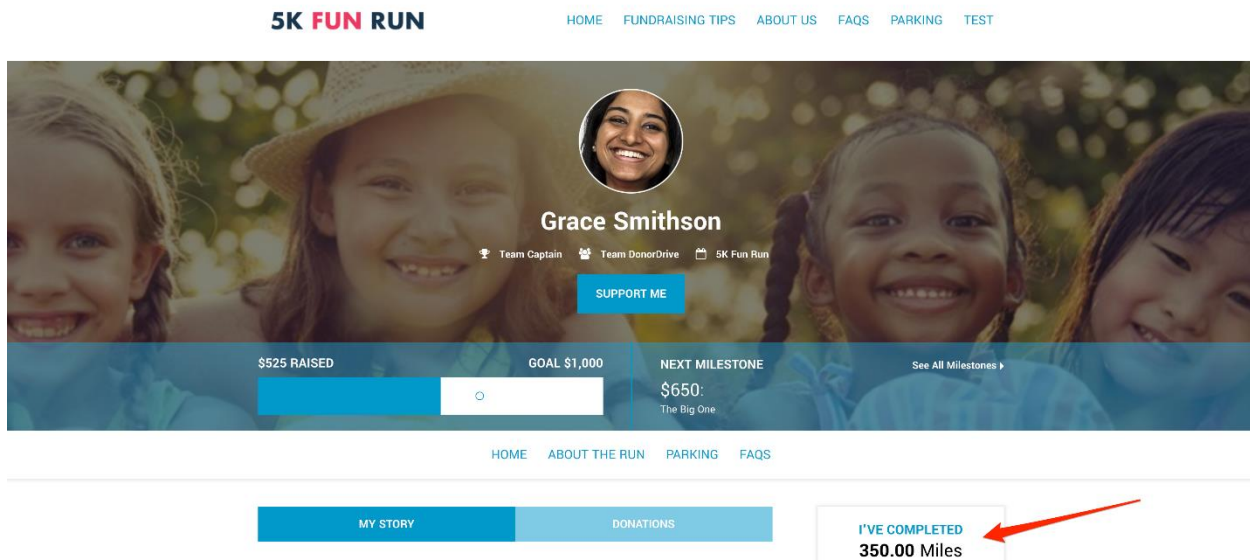 5K FUN RUN
HOME FUNDRAISING TIPS ABOUT US FAQS PARKING TEST
Grace Smithson
Team Captain Team DonorDrive 5K Fun Run
SUPPORT ME
$525 RAISED GOAL $1,000
NEXT MILESTONE See All Milestones
$650:
The Big One
HOME ABOUT THE RUN PARKING FAQS
MY STORY DONATIONS
I'VE COMPLETED
350.00 Miles